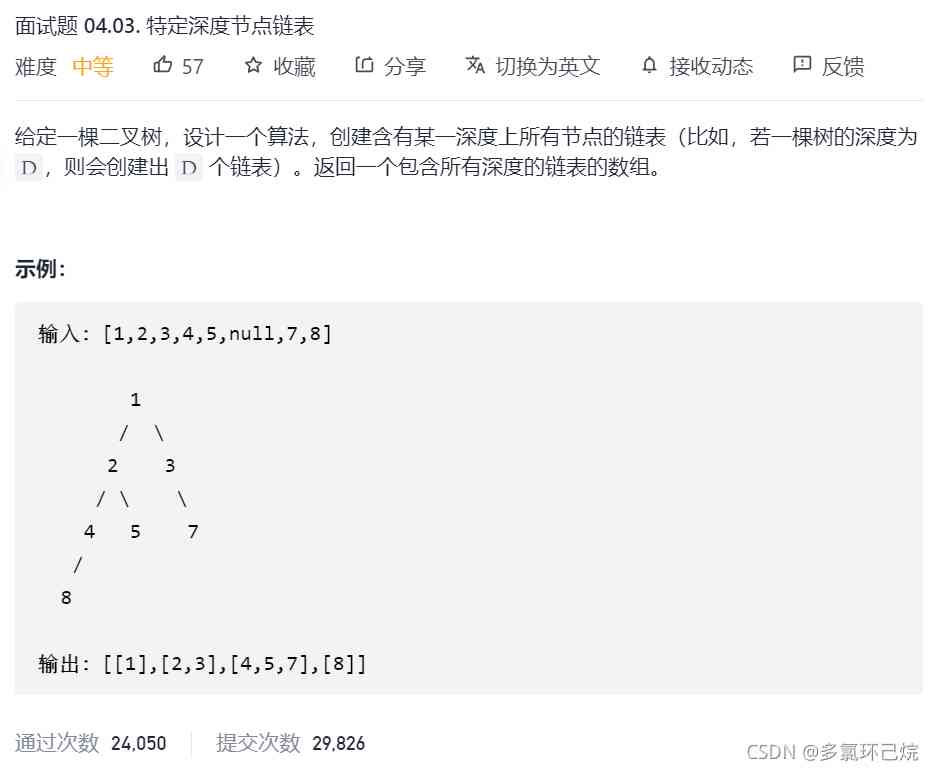 面试题 04.03. 特定深度节点链表
难度 中等 57 收藏 分享 切换为英文 接收动态 反馈
给定一棵二叉树，设计一个算法，创建含有某一深度上所有节点的链表（比如，若一棵树的深度为
D，则会创建出 D 个链表）。返回一个包含所有深度的链表的数组。
示例：
输入：[1,2,3,4,5,null,7,8]
1
/ \
2 3
/ \ \
4 5 7
/
8
输出：[[1],[2,3],[4,5,7],[8]]
通过次数 24,050 提交次数 29,826
CSDN @多氯环己烷